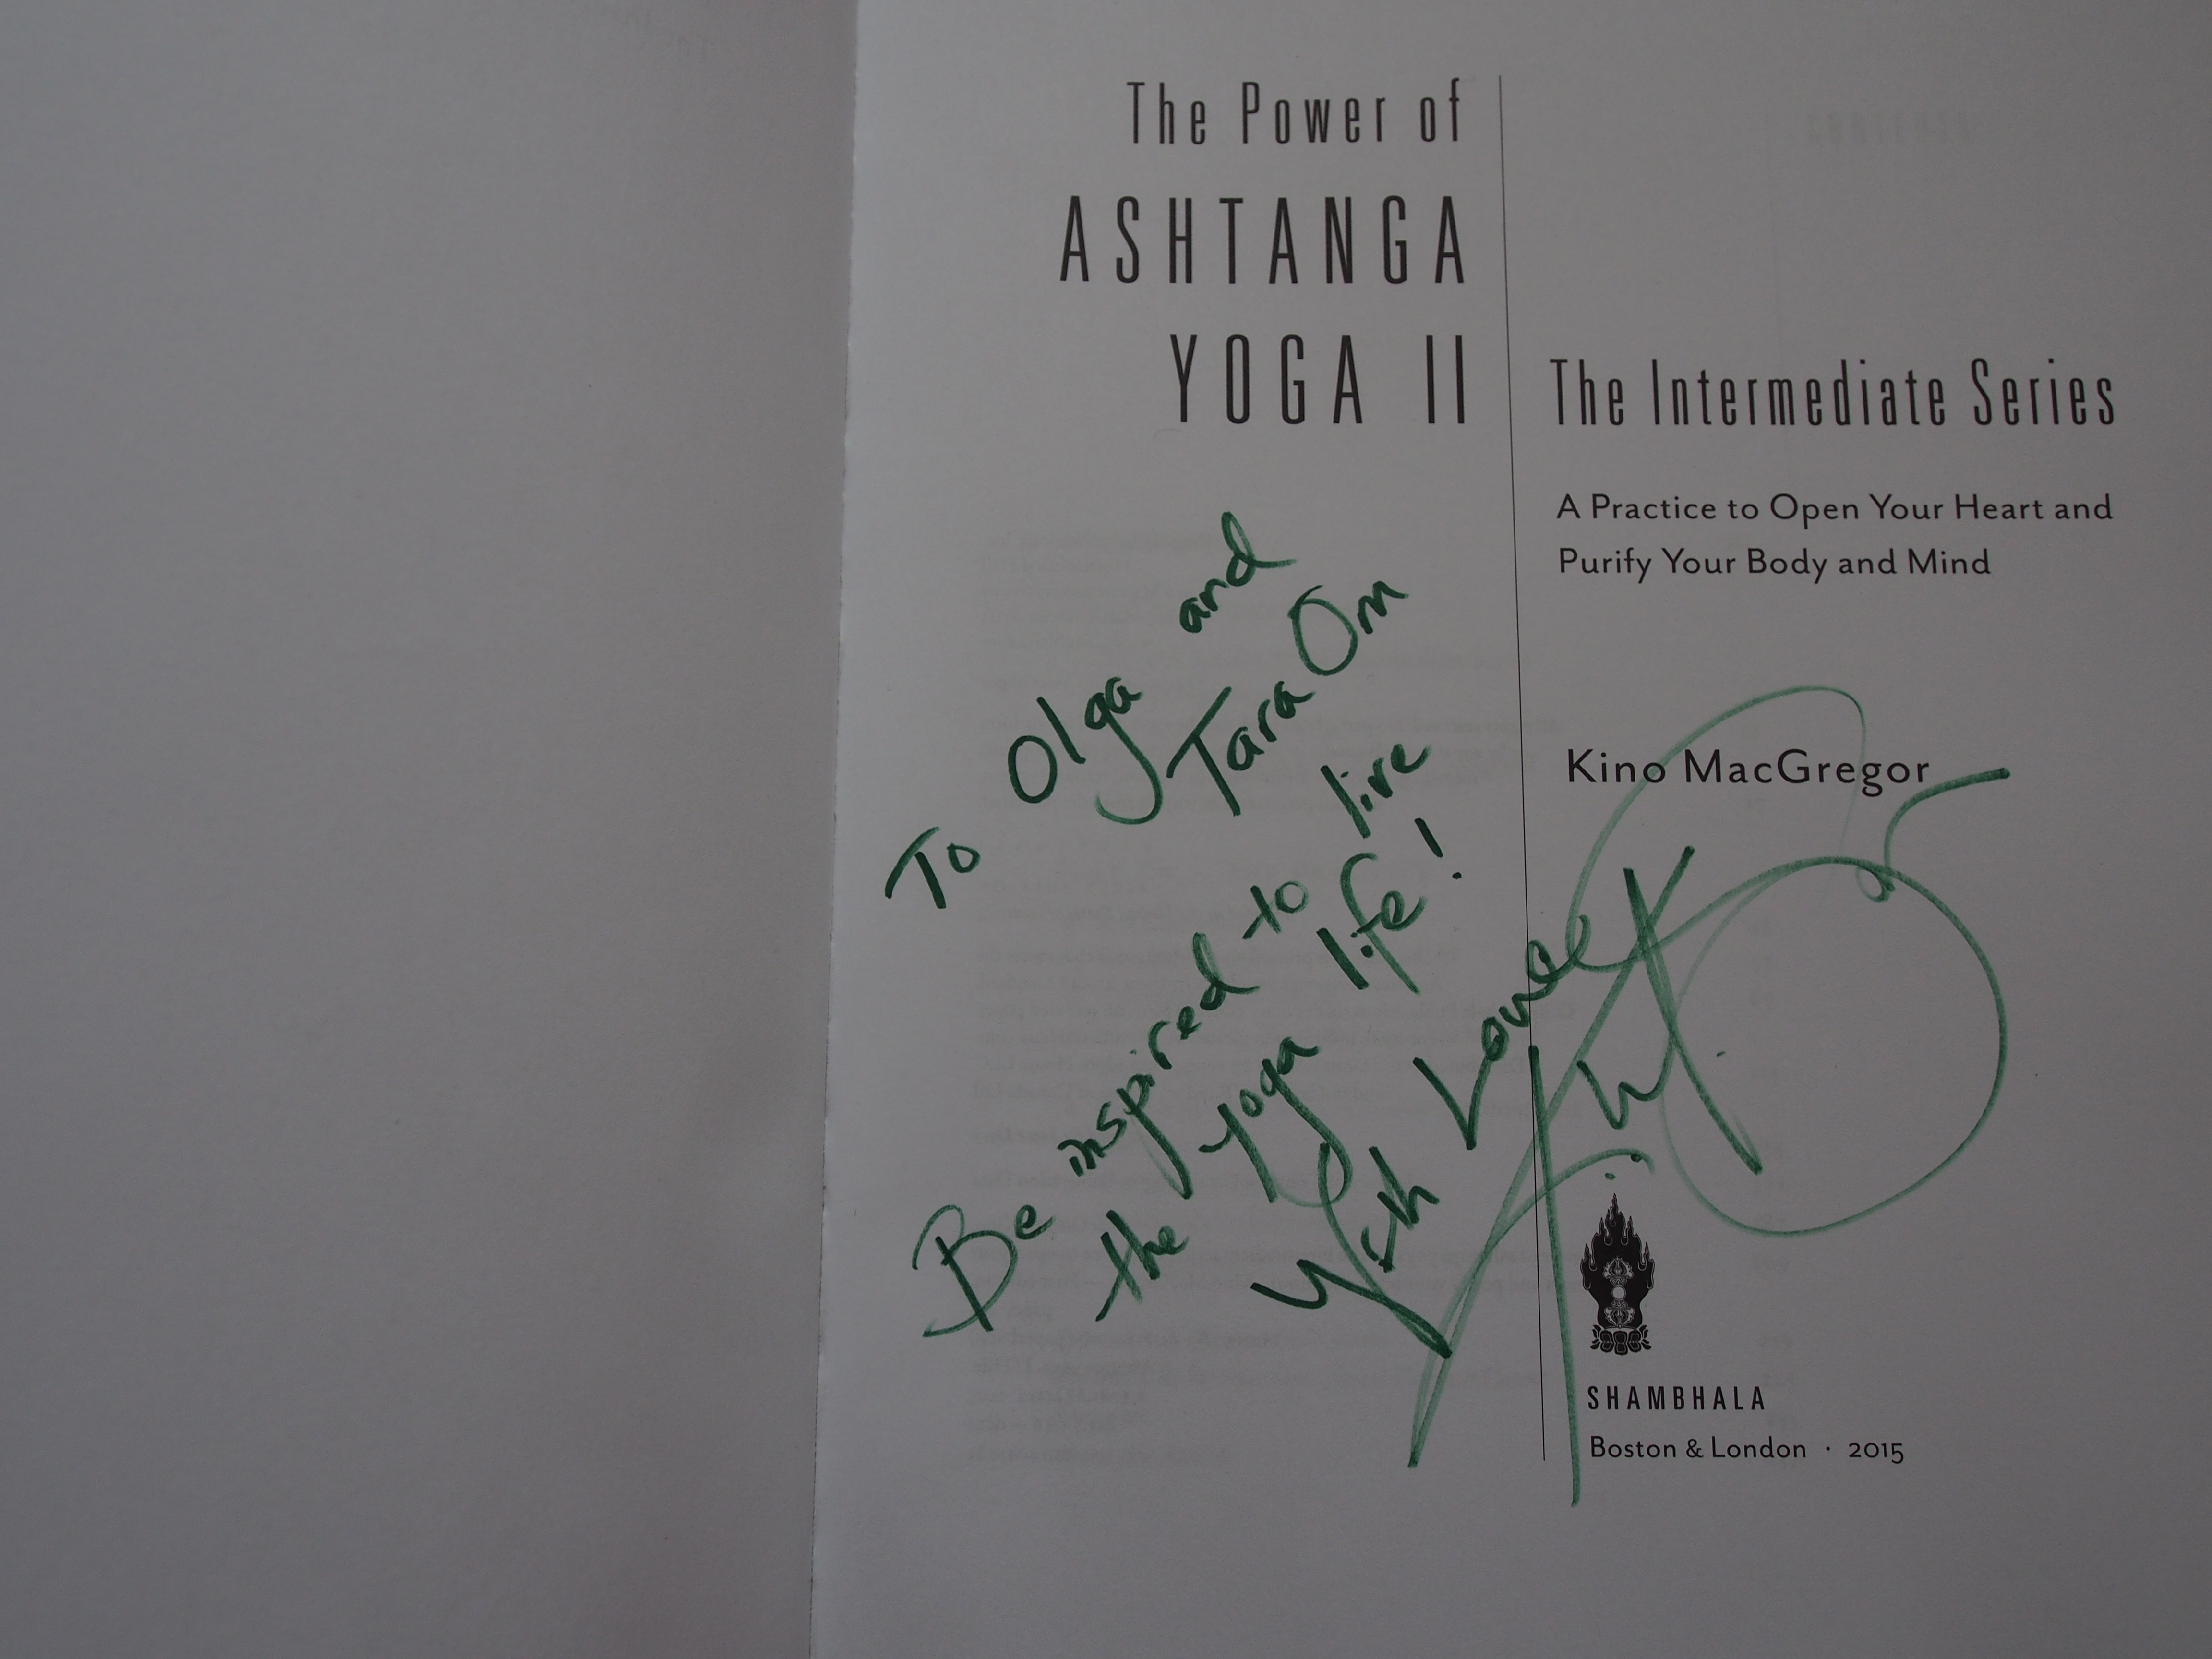 The Power of
ASHTANGA
YOGA II
The Intermediate Series
A Practice to Open Your Heart and
Purify Your Body and Mind
Kino MacGregor
To Olga and
Tara Om
Be inspired to live
the yoga life!
With Love
SHAMBHALA
Boston & London · 2015